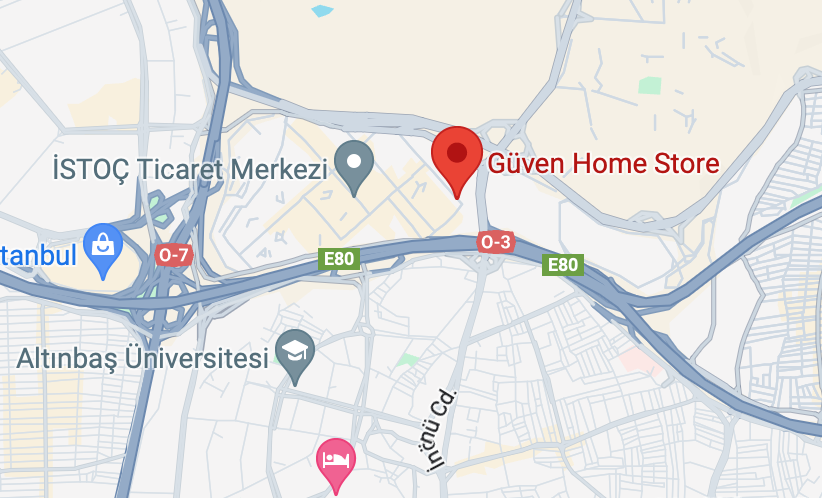 Güven Home Store
İSTOÇ Ticaret Merkezi
O-3
tanbul
O-7
E80
E80
Altınbaş Üniversitesi
İnönü Cd.